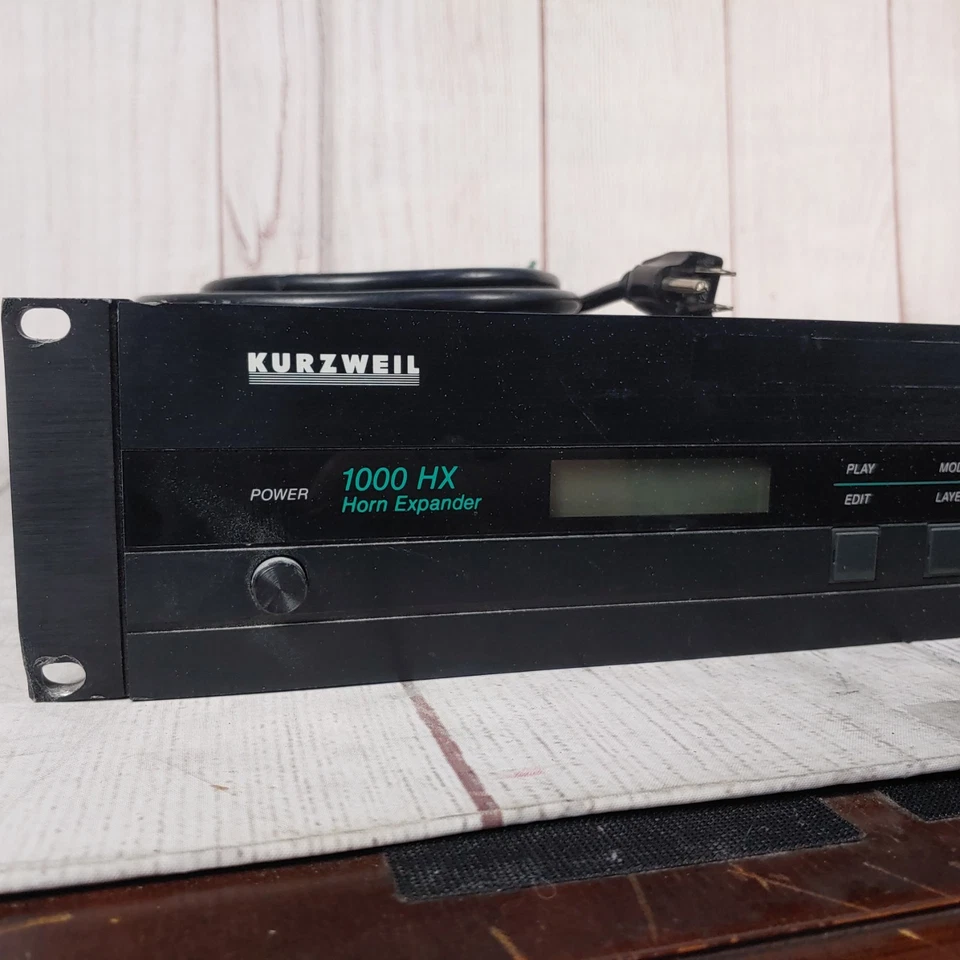 KURZWEIL
1000 HX
Horn Expander
POWER
PLAY
EDIT